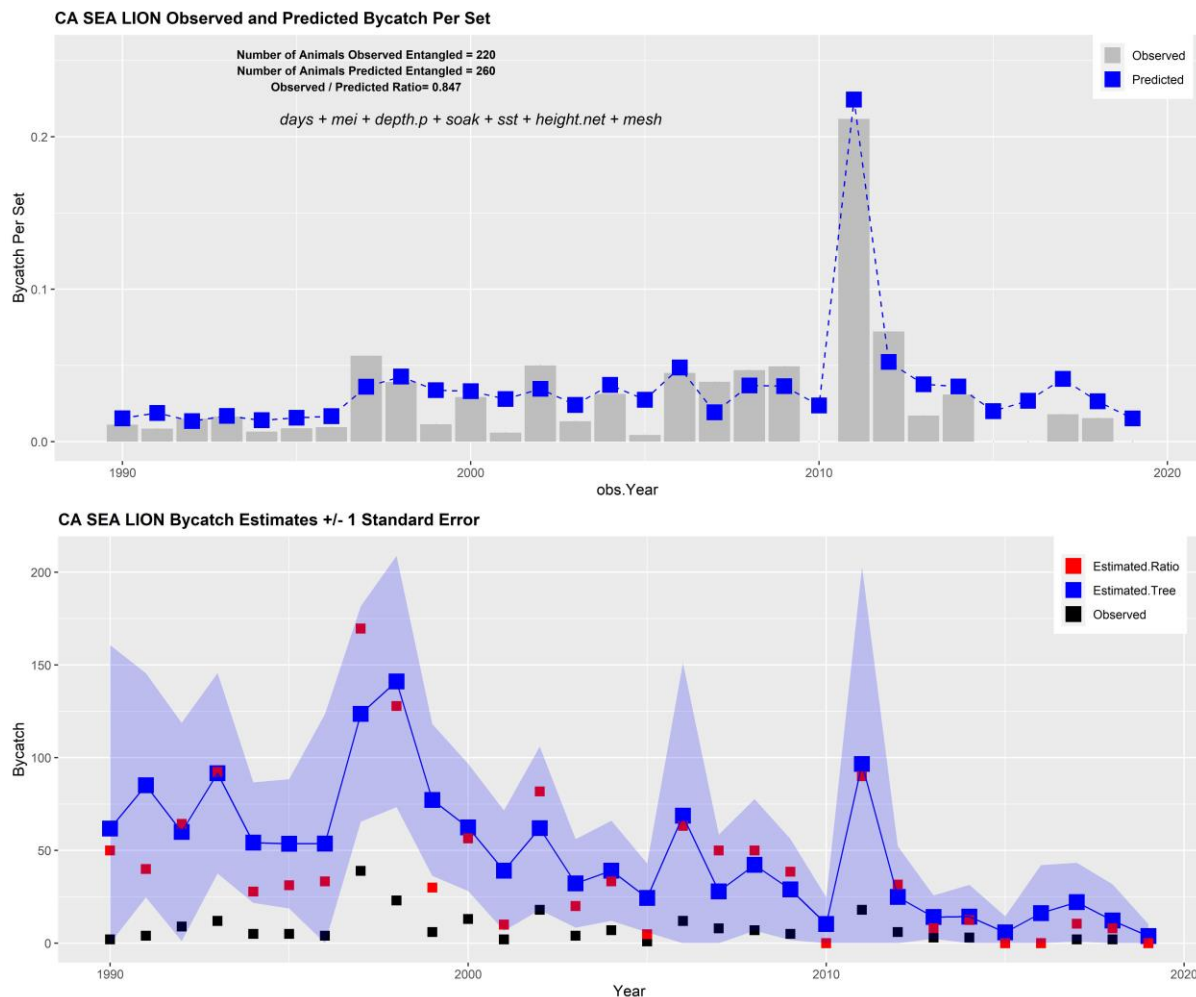 CA SEA LION Observed and Predicted Bycatch Per Set
Number of Animals Observed Entangled = 220
Number of Animals Predicted Entangled = 260
Observed / Predicted Ratio= 0.847
days + mei + depth.p + soak + sst + height.net + mesh
Observed
Predicted
Bycatch Per Set
0.2
0.1
0.0
1990
2000
2010
2020
obs.Year
CA SEA LION Bycatch Estimates +/- 1 Standard Error
Estimated.Ratio
Estimated.Tree
Observed
Bycatch
200
150
100
50
0
1990
2000
2010
2020
Year